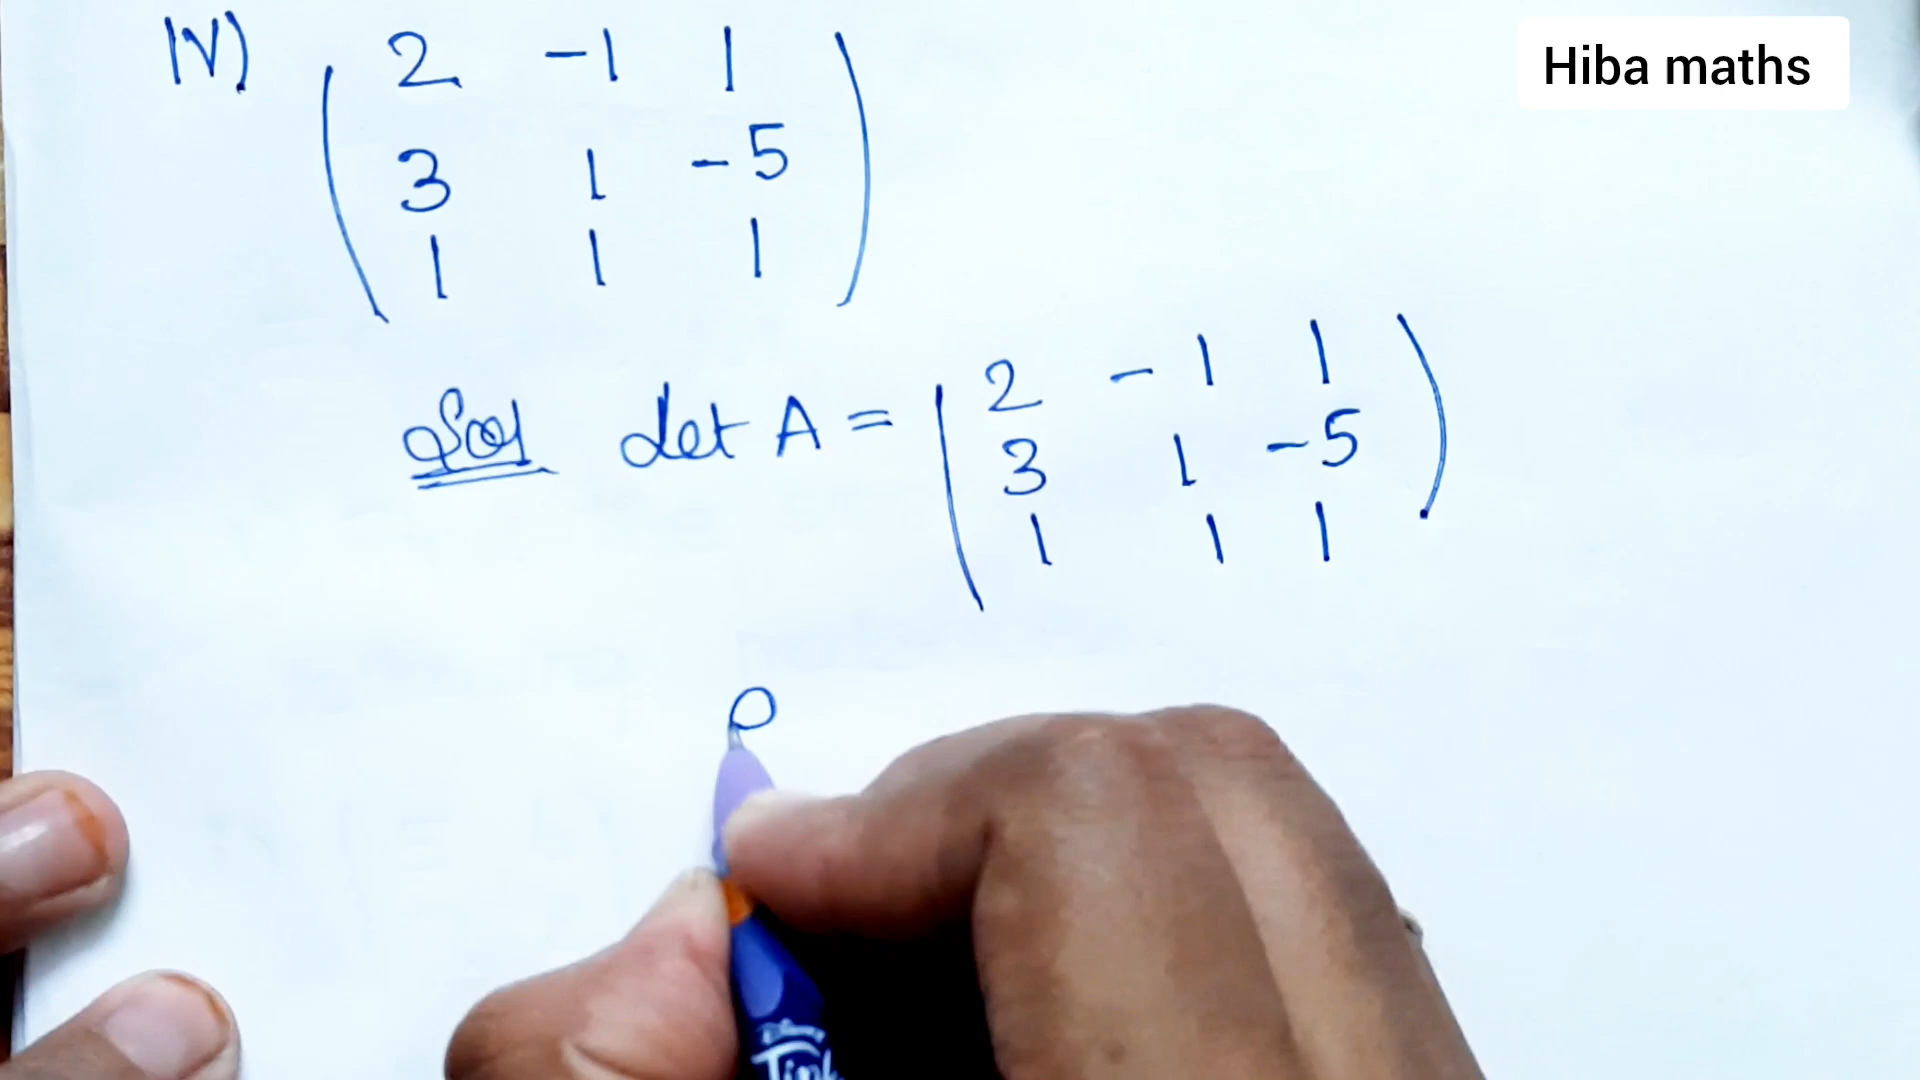 Hiba maths
IV) 2 -1 1
3 1 -5
1 1 1
Sol let A = ( 2 -1 1 )
3 1 -5
1 1 1